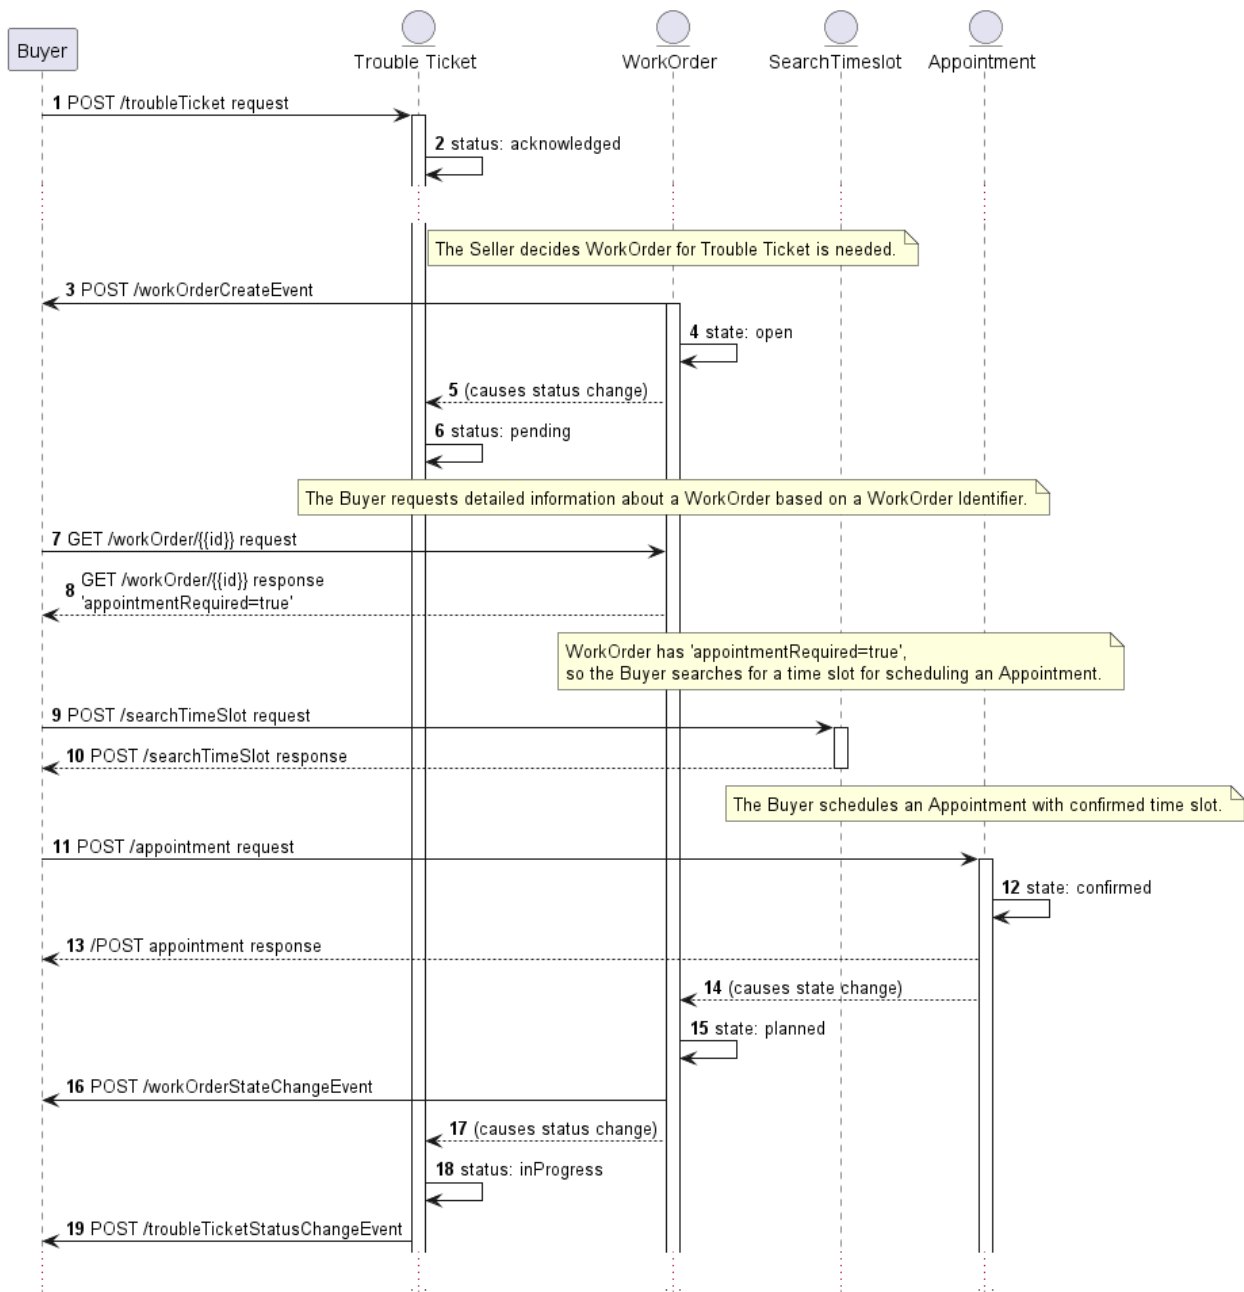 Buyer
Trouble Ticket
WorkOrder
SearchTimeslot
Appointment
1 POST /troubleTicket request
2 status: acknowledged
The Seller decides WorkOrder for Trouble Ticket is needed.
3 POST /workOrderCreateEvent
4 state: open
5 (causes status change)
6 status: pending
The Buyer requests detailed information about a WorkOrder based on a WorkOrder Identifier.
7 GET /workOrder/{{id}} request
8 GET /workOrder/{{id}} response
'appointmentRequired=true'
WorkOrder has 'appointmentRequired=true',
so the Buyer searches for a time slot for scheduling an Appointment.
9 POST /searchTimeSlot request
10 POST /searchTimeSlot response
The Buyer schedules an Appointment with confirmed time slot.
11 POST /appointment request
12 state: confirmed
13 /POST appointment response
14 (causes state change)
15 state: planned
16 POST /workOrderStateChangeEvent
17 (causes status change)
18 status: inProgress
19 POST /troubleTicketStatusChangeEvent